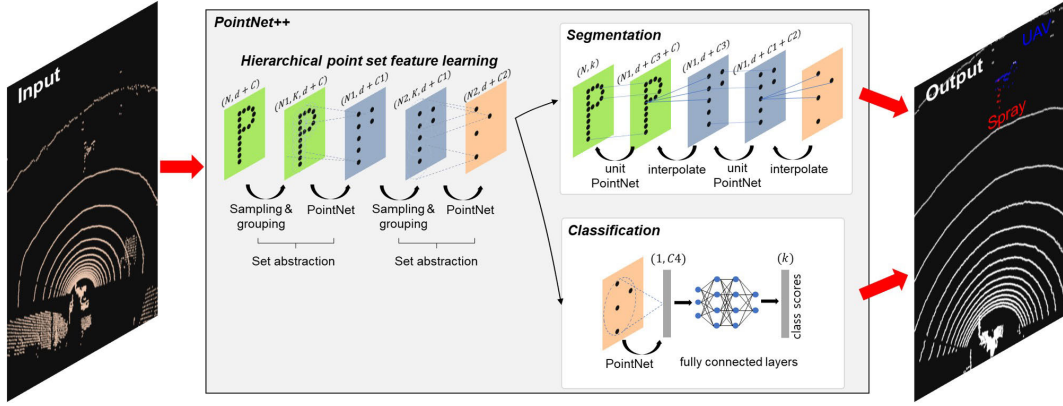 Input
PointNet++
Hierarchical point set feature learning
(N, d + C)
(N1, K, d + C)
(N1, d + C1)
(N2, K, d + C1)
(N2, d + C2)
Sampling &
grouping
PointNet
Sampling &
grouping
PointNet
Set abstraction
Set abstraction
Segmentation
(N, k)
(N1, d + C3 + C)
(N1, d + C3)
(N1, d + C1 + C2)
unit
PointNet
interpolate
unit
PointNet
interpolate
Classification
(1, C4)
(k)
class scores
PointNet
fully connected layers
Output
UAV
Spray